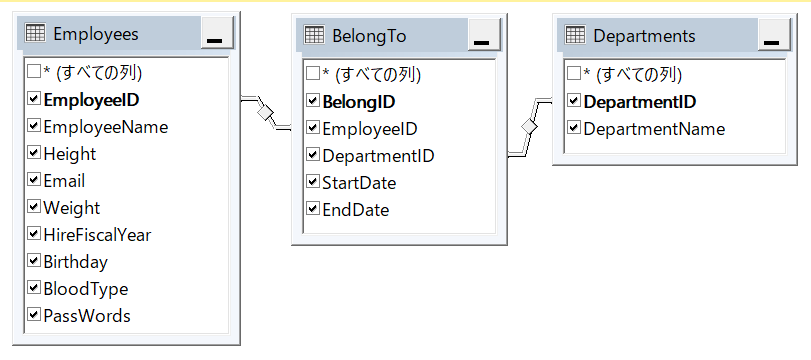 Employees
* (すべての列)
EmployeeID
EmployeeName
Height
Email
Weight
HireFiscalYear
Birthday
BloodType
PassWords
BelongTo
* (すべての列)
BelongID
EmployeeID
DepartmentID
StartDate
EndDate
Departments
* (すべての列)
DepartmentID
DepartmentName